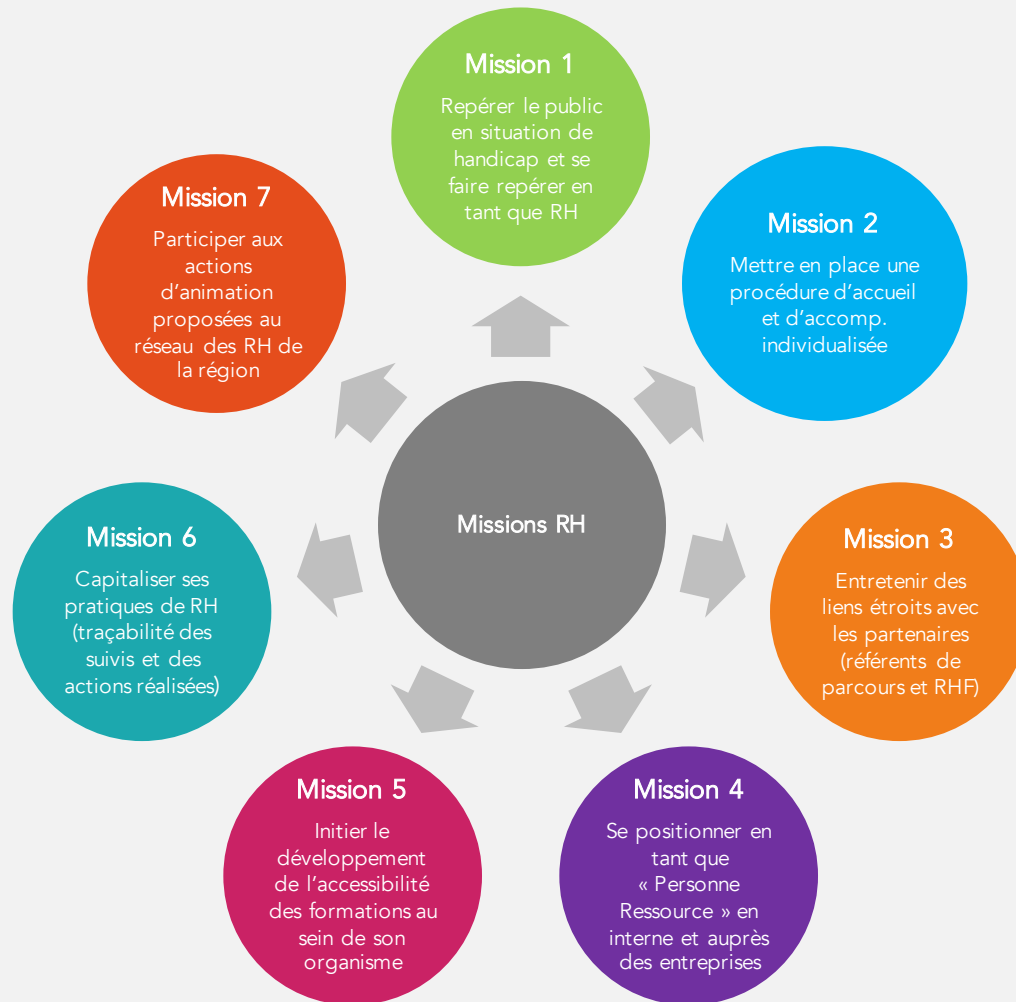 Mission 1
Repérer le public
en situation de
handicap et se
faire repérer en
tant que RH
Mission 2
Mettre en place une
procédure d’accueil
et d’accomp.
individualisée
Mission 3
Entretenir des
liens étroits avec
les partenaires
(référents de
parcours et RHF)
Mission 4
Se positionner en
tant que
« Personne
Ressource » en
interne et auprès
des entreprises
Mission 5
Initier le
développement
de l’accessibilité
des formations au
sein de son
organisme
Mission 6
Capitaliser ses
pratiques de RH
(traçabilité des
suivis et des
actions réalisées)
Mission 7
Participer aux
actions
d’animation
proposées au
réseau des RH de
la région
Missions RH